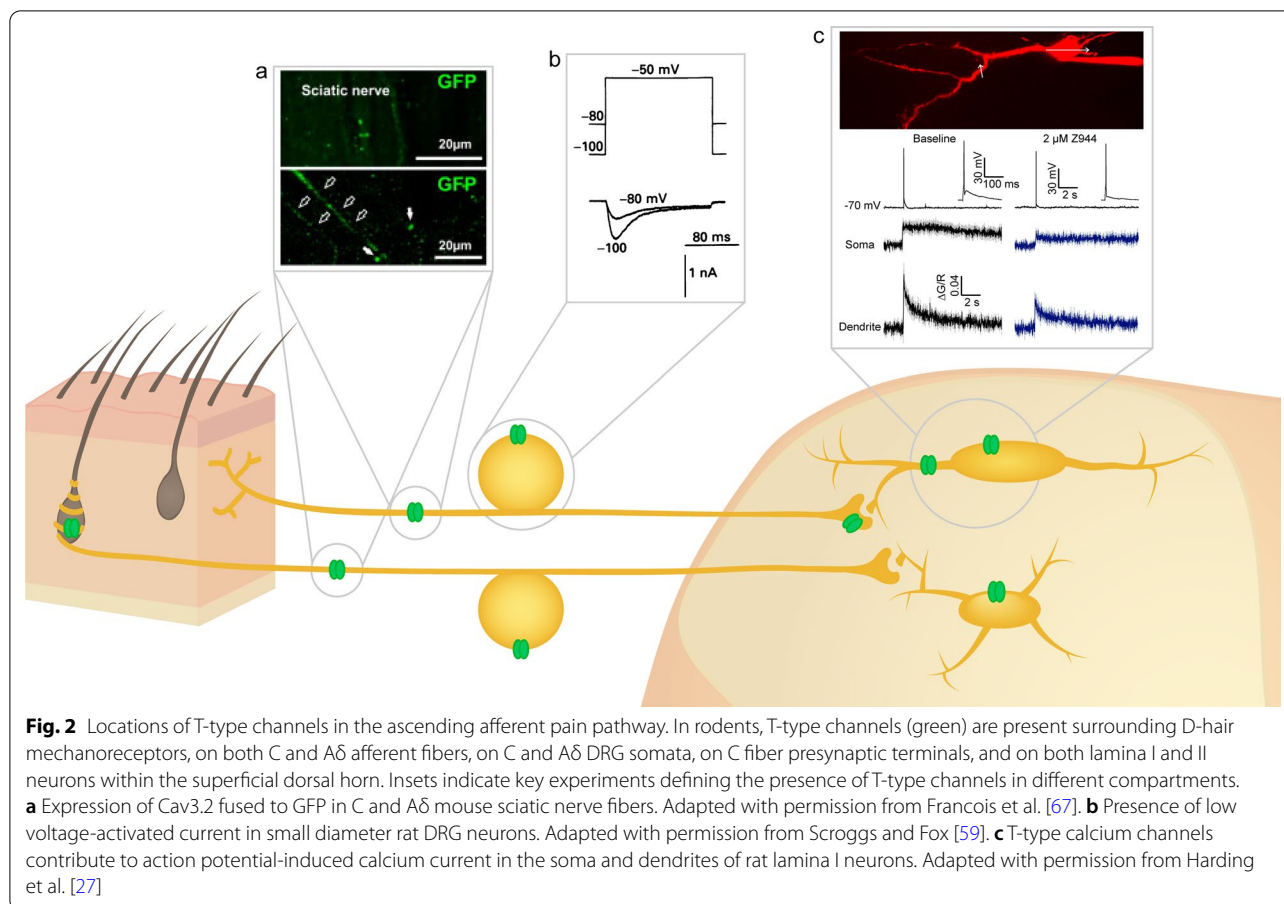 a
Sciatic nerve
GFP
20µm
GFP
20µm
b
−50 mV
−80
−100
−80 mV
−100
80 ms
1 nA
c
Baseline
2 µM Z944
30 mV
100 ms
30 mV
2 s
-70 mV
Soma
ΔG/R
0.04
2 s
Dendrite
Fig. 2 Locations of T-type channels in the ascending afferent pain pathway. In rodents, T-type channels (green) are present surrounding D-hair
mechanoreceptors, on both C and Aδ afferent fibers, on C and Aδ DRG somata, on C fiber presynaptic terminals, and on both lamina I and II
neurons within the superficial dorsal horn. Insets indicate key experiments defining the presence of T-type channels in different compartments.
a Expression of Cav3.2 fused to GFP in C and Aδ mouse sciatic nerve fibers. Adapted with permission from Francois et al. [67]. b Presence of low
voltage-activated current in small diameter rat DRG neurons. Adapted with permission from Scroggs and Fox [59]. c T-type calcium channels
contribute to action potential-induced calcium current in the soma and dendrites of rat lamina I neurons. Adapted with permission from Harding
et al. [27]